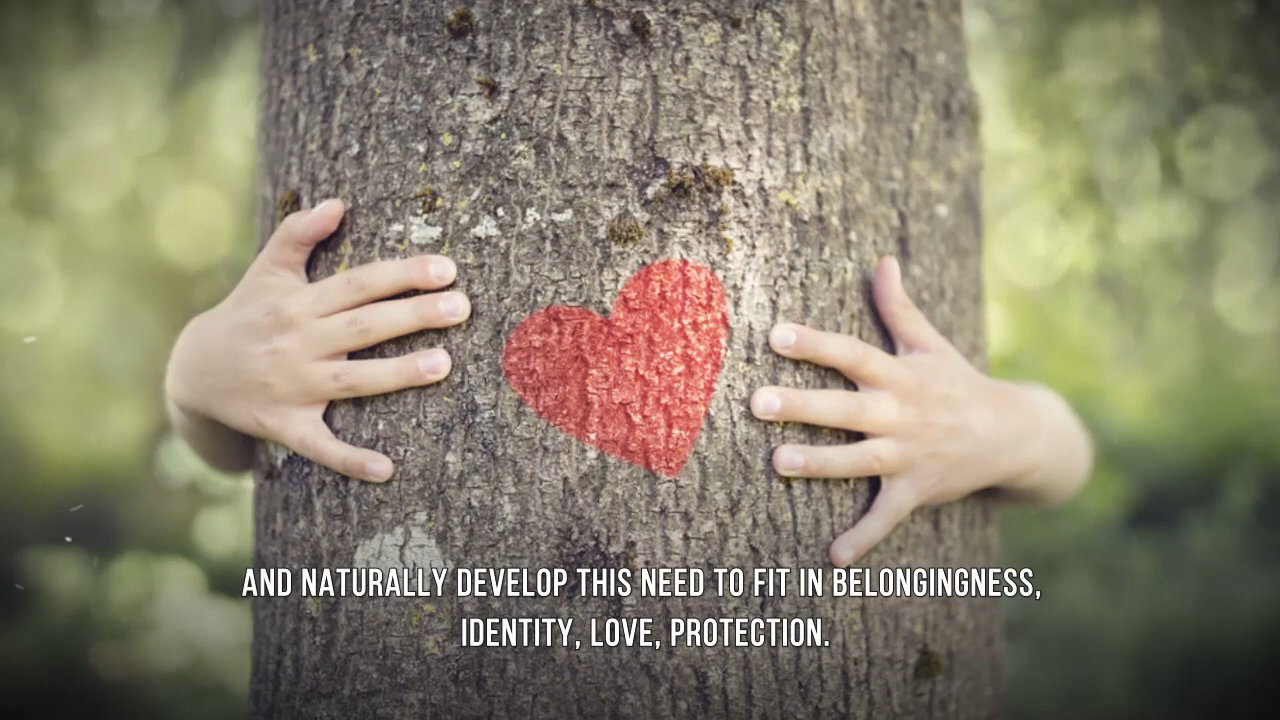 AND NATURALLY DEVELOP THIS NEED TO FIT IN BELONGINGNESS,
IDENTITY, LOVE, PROTECTION.